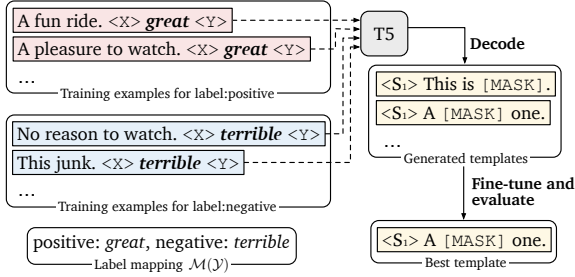 A fun ride. <X> great <Y>
A pleasure to watch. <X> great <Y>
...
Training examples for label:positive
No reason to watch. <X> terrible <Y>
This junk. <X> terrible <Y>
...
Training examples for label:negative
positive: great, negative: terrible
Label mapping M(Y)
T5
Decode
<S₁> This is [MASK].
<S₁> A [MASK] one.
...
Generated templates
Fine-tune and
evaluate
<S₁> A [MASK] one.
Best template